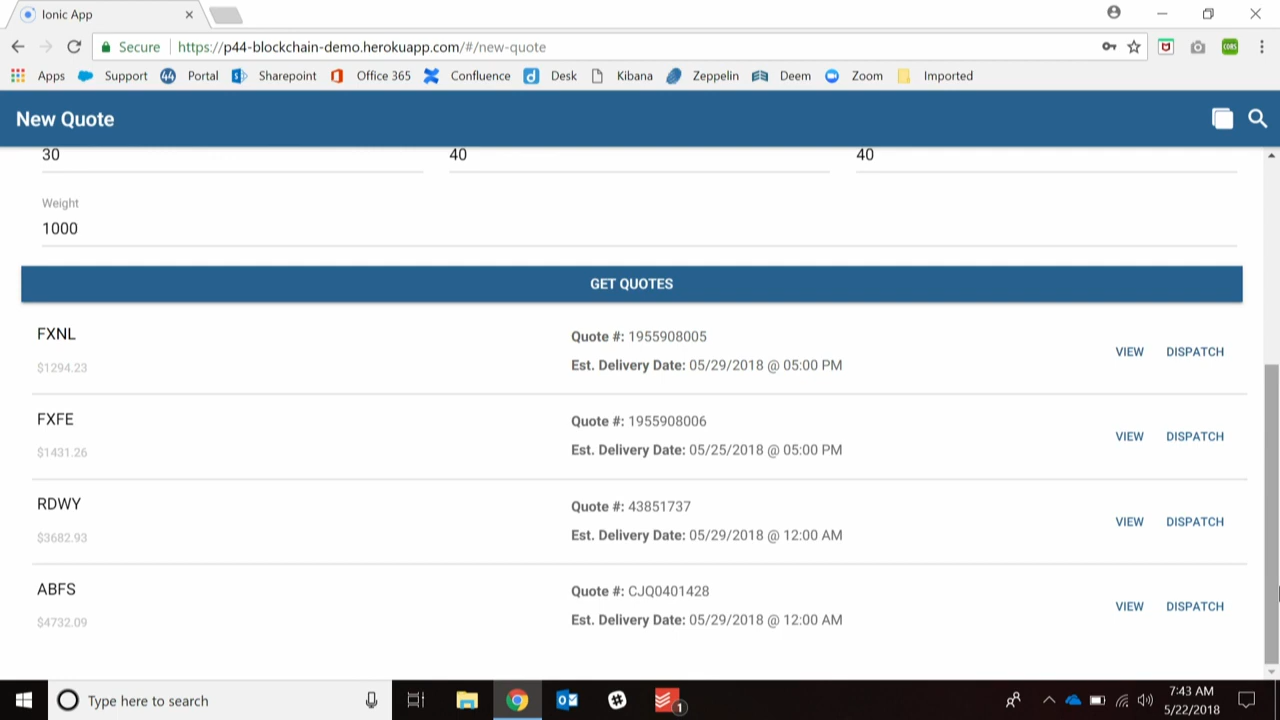 Ionic App
Secure https://p44-blockchain-demo.herokuapp.com/#/new-quote
CORS
Apps Support 44 Portal Sharepoint Office 365 Confluence Desk Kibana Zeppelin Deem Zoom Imported
New Quote
30 40 40
Weight
1000
GET QUOTES
FXNL
$1294.23
Quote #: 1955908005
Est. Delivery Date: 05/29/2018 @ 05:00 PM
VIEW DISPATCH
FXFE
$1431.26
Quote #: 1955908006
Est. Delivery Date: 05/25/2018 @ 05:00 PM
VIEW DISPATCH
RDWY
$3682.93
Quote #: 43851737
Est. Delivery Date: 05/29/2018 @ 12:00 AM
VIEW DISPATCH
ABFS
$4732.09
Quote #: CJQ0401428
Est. Delivery Date: 05/29/2018 @ 12:00 AM
VIEW DISPATCH
Type here to search
1
7:43 AM
5/22/2018